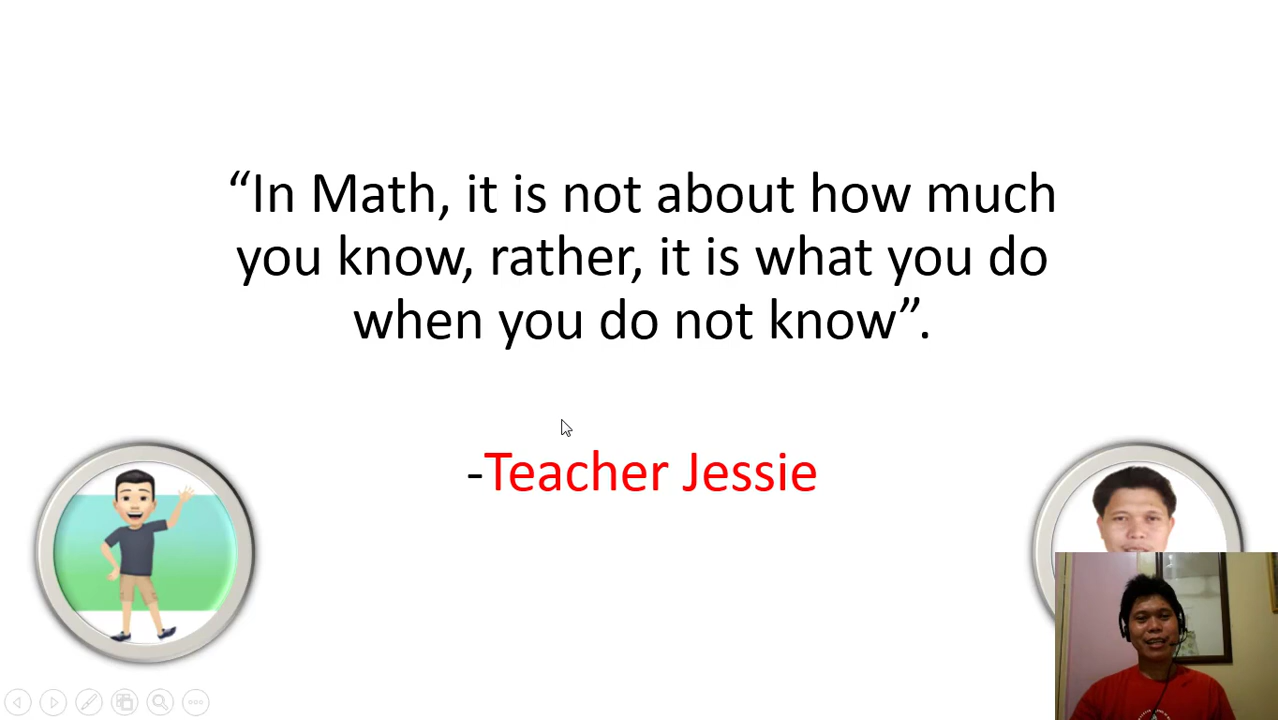 “In Math, it is not about how much
you know, rather, it is what you do
when you do not know”.
-Teacher Jessie